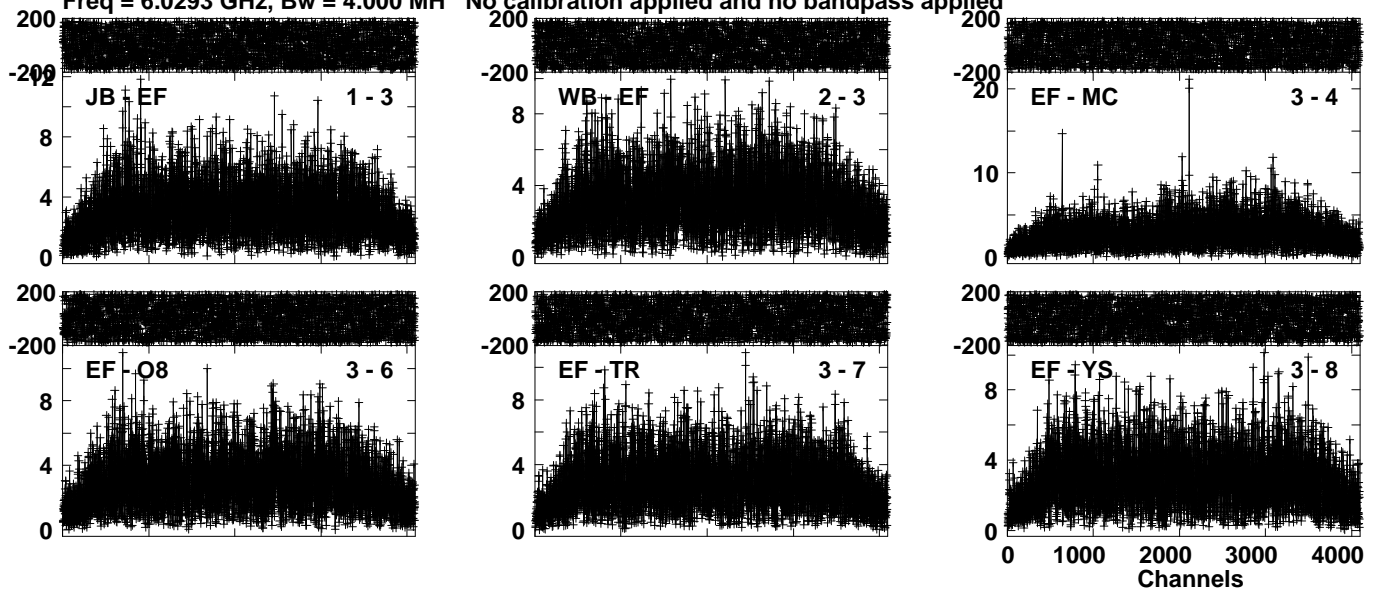 Freq = 6.0293 GHz, Bw = 4.000 MH No calibration applied and no bandpass applied
200 200 200
-200 -200 -200
12 20
JB - EF 1 - 3 WB - EF 2 - 3 EF - MC 3 - 4
8 8 10
4 4
0 0 0
200 200 200
-200 -200 -200
EF - O8 3 - 6 EF - TR 3 - 7 EF - YS 3 - 8
8 8 8
4 4 4
0 0 0
0 1000 2000 3000 4000
Channels